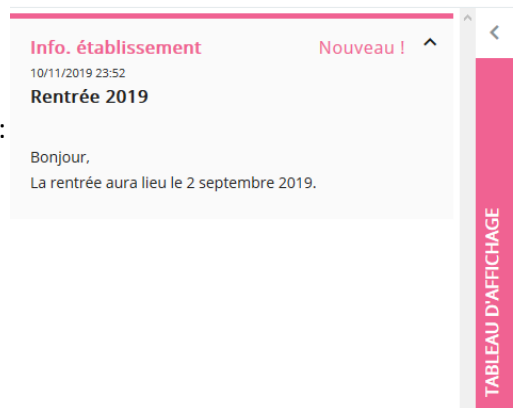 Info. établissement Nouveau !
10/11/2019 23:52
Rentrée 2019
:
Bonjour,
La rentrée aura lieu le 2 septembre 2019.
TABLEAU D'AFFICHAGE